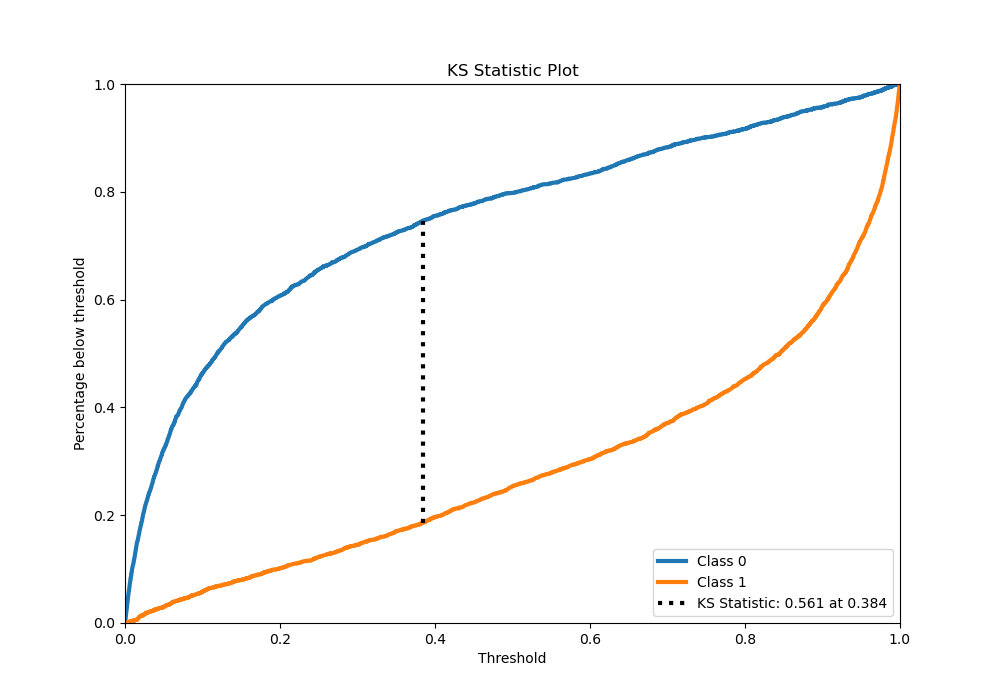 KS Statistic Plot
1.0
0.8
0.6
0.4
0.2
0.0
Percentage below threshold
0.0 0.2 0.4 0.6 0.8 1.0
Threshold
Class 0
Class 1
KS Statistic: 0.561 at 0.384